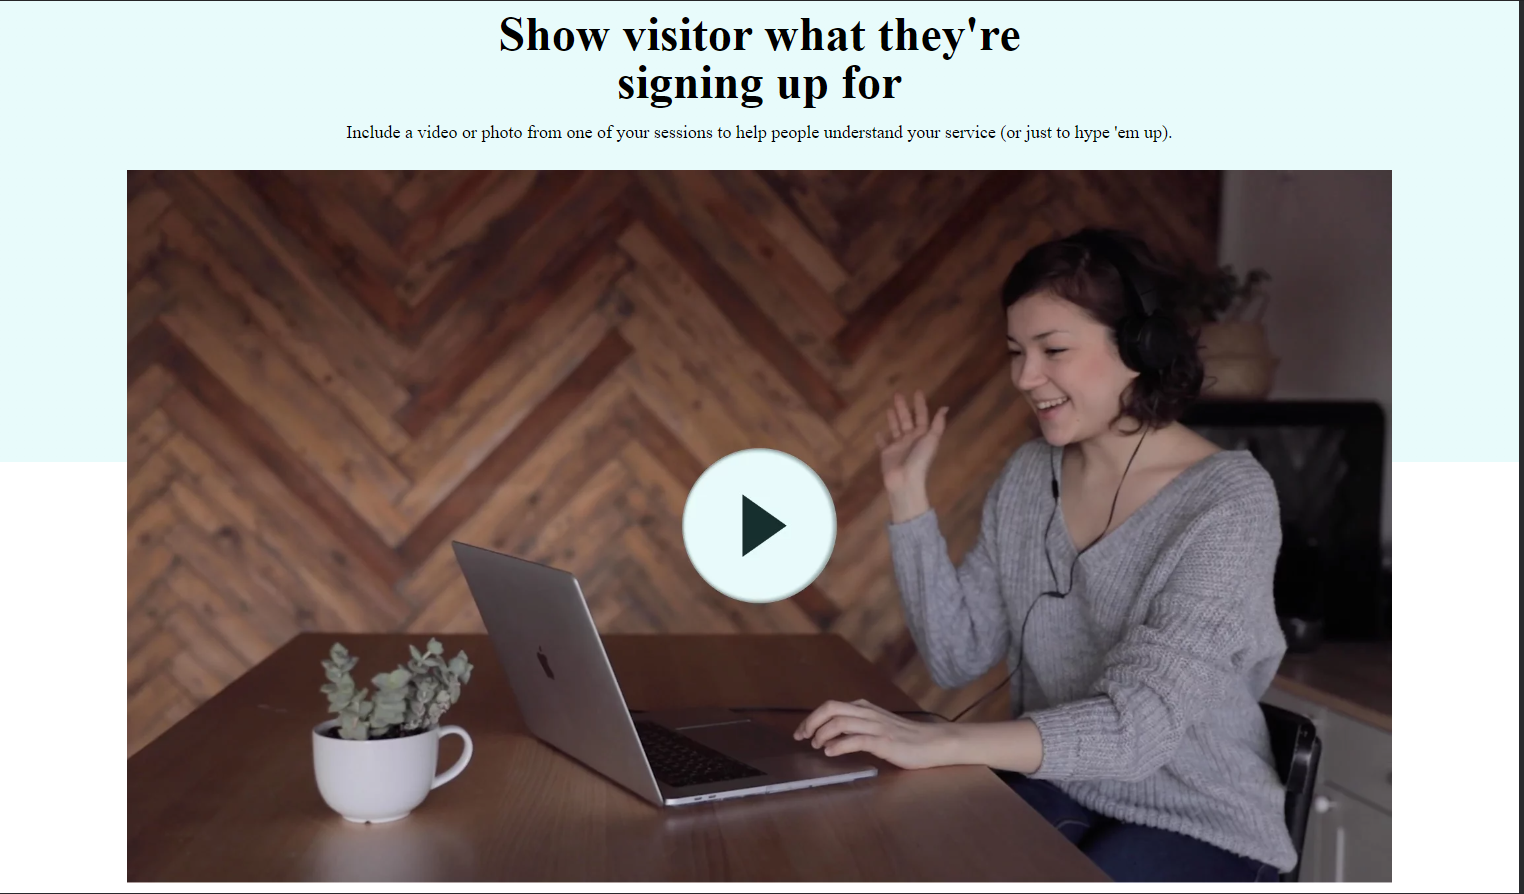 Show visitor what they're
signing up for
Include a video or photo from one of your sessions to help people understand your service (or just to hype 'em up).